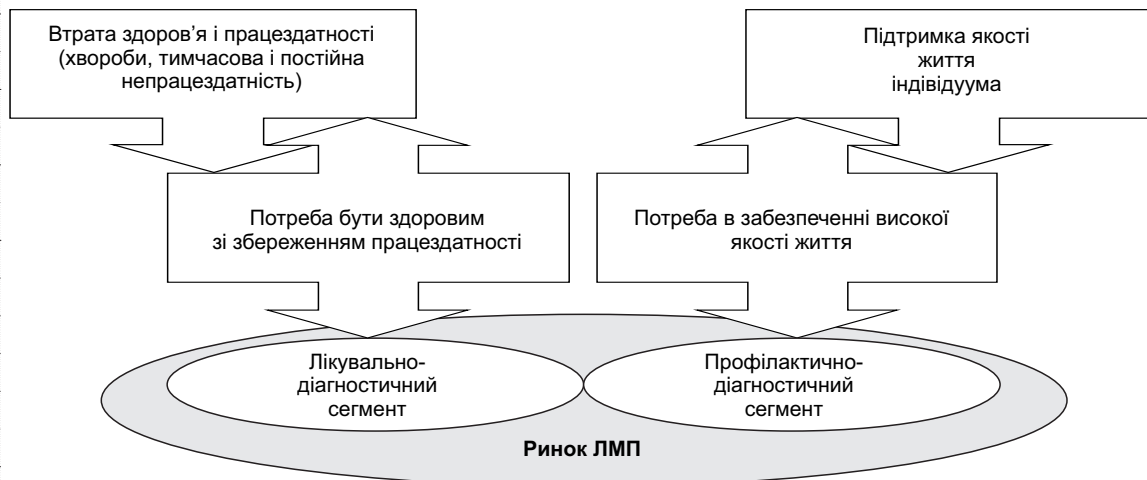 Втрата здоров’я і працездатності
(хвороби, тимчасова і постійна
непрацездатність)
Підтримка якості
життя
індивідуума
Потреба бути здоровим
зі збереженням працездатності
Потреба в забезпеченні високої
якості життя
Лікувально-
діагностичний
сегмент
Профілактично-
діагностичний
сегмент
Ринок ЛМП